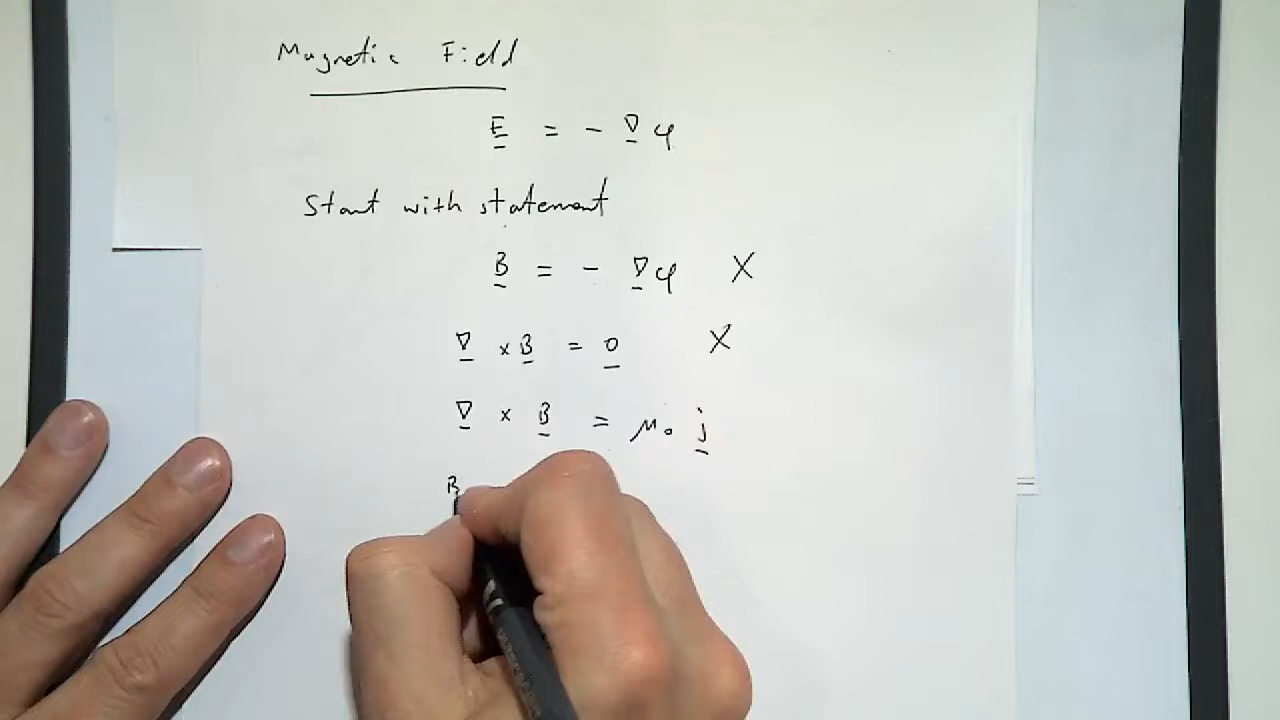 Magnetic Field
E = - ∇φ
Start with statement
B = - ∇φ X
∇ × B = 0 X
∇ × B = μ₀ j
B